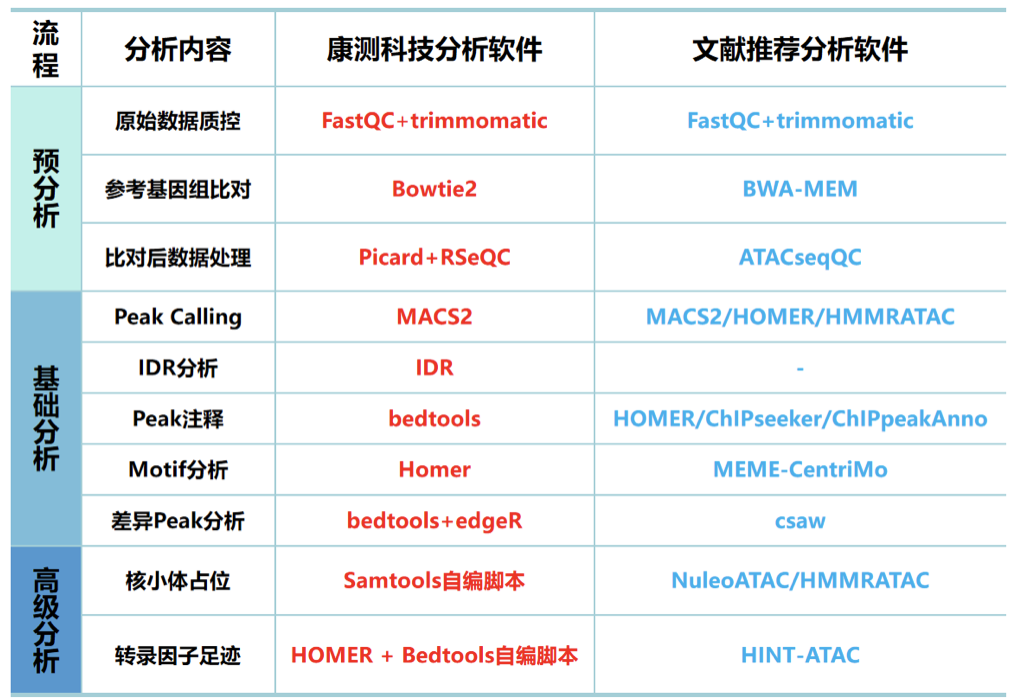 流程 分析内容 康测科技分析软件 文献推荐分析软件
预分析
原始数据质控 FastQC+trimmomatic FastQC+trimmomatic
参考基因组比对 Bowtie2 BWA-MEM
比对后数据处理 Picard+RSeQC ATACseqQC
基础分析
Peak Calling MACS2 MACS2/HOMER/HMMRATAC
IDR分析 IDR -
Peak注释 bedtools HOMER/ChIPseeker/ChIPpeakAnno
Motif分析 Homer MEME-CentriMo
差异Peak分析 bedtools+edgeR csaw
高级分析
核小体占位 Samtools自编脚本 NuleoATAC/HMMRATAC
转录因子足迹 HOMER + Bedtools自编脚本 HINT-ATAC